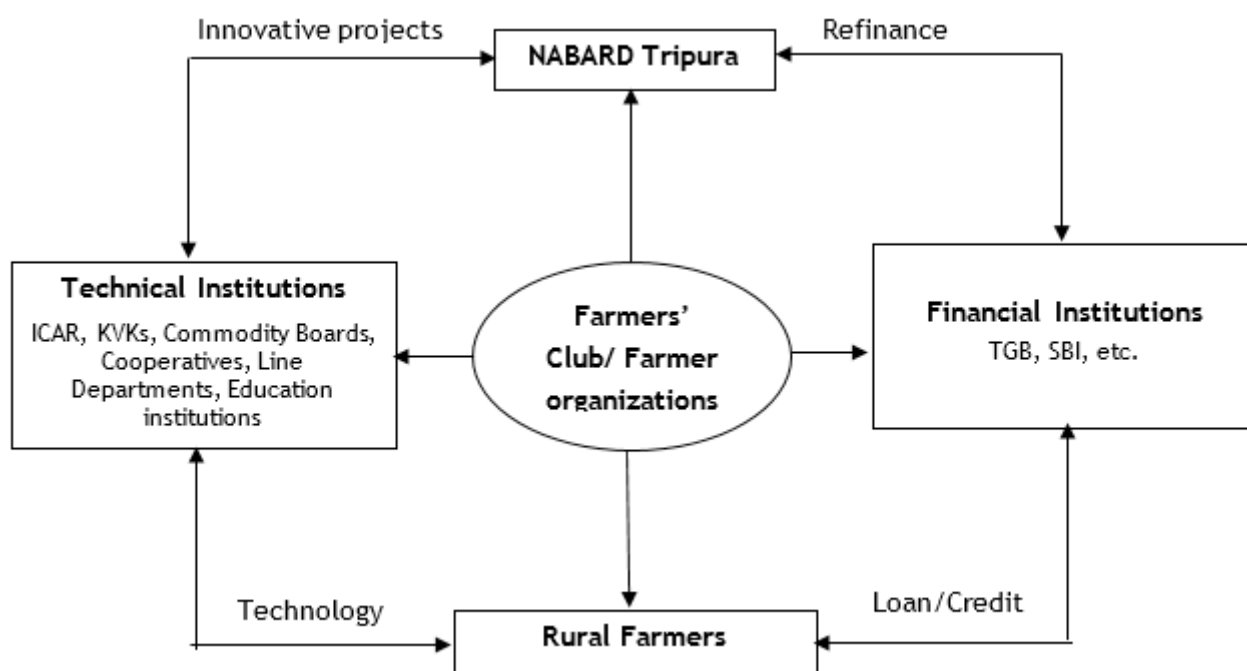 Innovative projects
Refinance
NABARD Tripura
Technical Institutions
ICAR, KVKs, Commodity Boards,
Cooperatives, Line
Departments, Education
institutions
Farmers’
Club/ Farmer
organizations
Financial Institutions
TGB, SBI, etc.
Technology
Loan/Credit
Rural Farmers